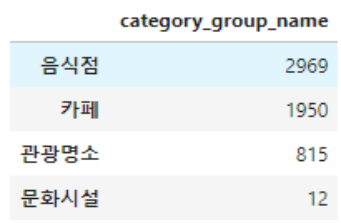 category_group_name
음식점 2969
카페 1950
관광명소 815
문화시설 12